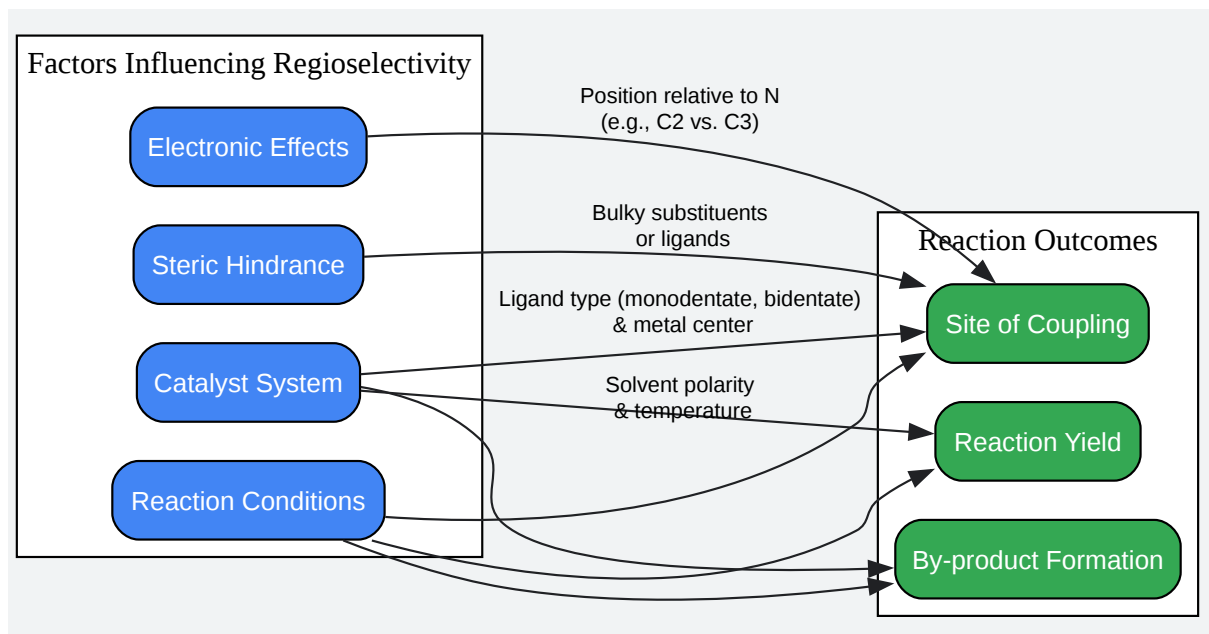 Factors Influencing Regioselectivity
Electronic Effects
Steric Hindrance
Catalyst System
Reaction Conditions
Position relative to N
(e.g., C2 vs. C3)
Bulky substituents
or ligands
Ligand type (monodentate, bidentate)
& metal center
Solvent polarity
& temperature
Reaction Outcomes
Site of Coupling
Reaction Yield
By-product Formation